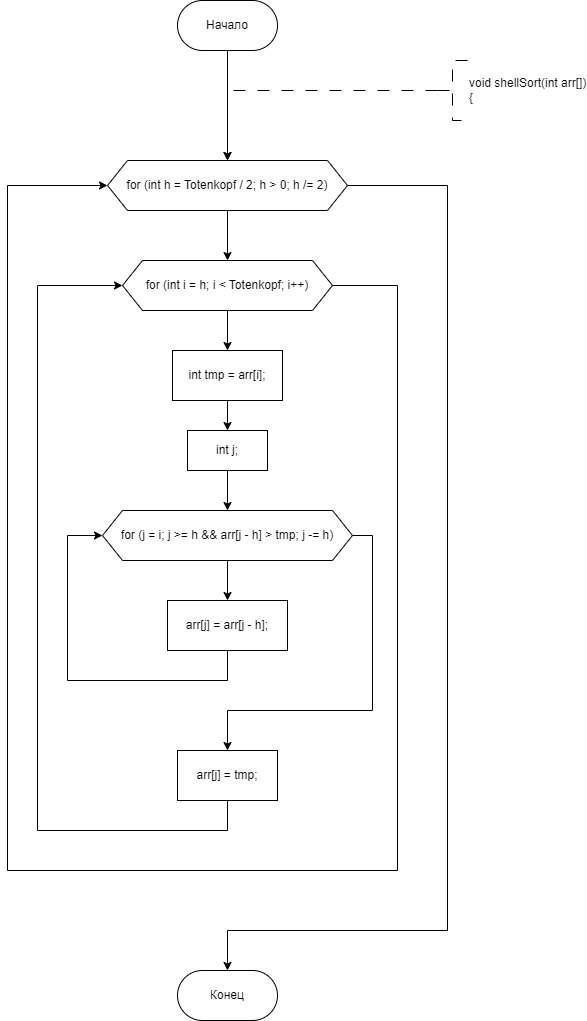 Начало
void shellSort(int arr[])
{
for (int h = Totenkopf / 2; h > 0; h /= 2)
for (int i = h; i < Totenkopf; i++)
int tmp = arr[i];
int j;
for (j = i; j >= h && arr[j - h] > tmp; j -= h)
arr[j] = arr[j - h];
arr[j] = tmp;
Конец